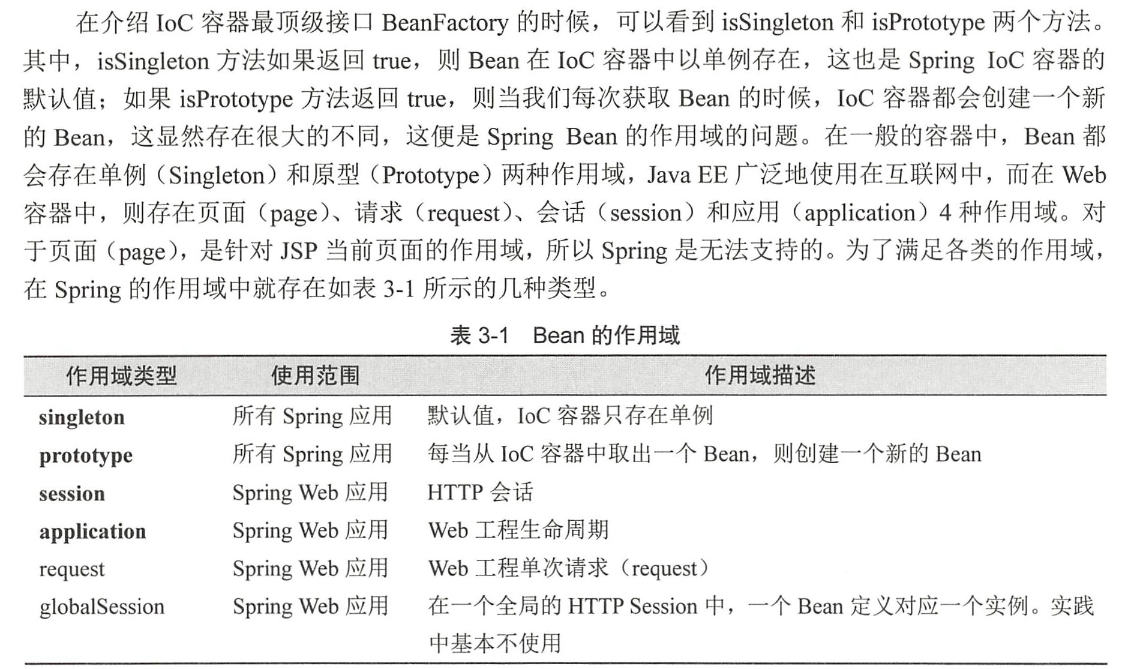 在介绍 IoC 容器最顶级接口 BeanFactory 的时候，可以看到 isSingleton 和 isPrototype 两个方法。
其中，isSingleton 方法如果返回 true，则 Bean 在 IoC 容器中以单例存在，这也是 Spring IoC 容器的
默认值；如果 isPrototype 方法返回 true，则当我们每次获取 Bean 的时候，IoC 容器都会创建一个新
的 Bean，这显然存在很大的不同，这便是 Spring Bean 的作用域的问题。在一般的容器中，Bean 都
会存在单例（Singleton）和原型（Prototype）两种作用域，Java EE 广泛地使用在互联网中，而在 Web
容器中，则存在页面（page）、请求（request）、会话（session）和应用（application）4 种作用域。对
于页面（page），是针对 JSP 当前页面的作用域，所以 Spring 是无法支持的。为了满足各类的作用域，
在 Spring 的作用域中就存在如表 3-1 所示的几种类型。
表 3-1 Bean 的作用域
作用域类型 使用范围 作用域描述
singleton 所有 Spring 应用 默认值，IoC 容器只存在单例
prototype 所有 Spring 应用 每当从 IoC 容器中取出一个 Bean，则创建一个新的 Bean
session Spring Web 应用 HTTP 会话
application Spring Web 应用 Web 工程生命周期
request Spring Web 应用 Web 工程单次请求（request）
globalSession Spring Web 应用 在一个全局的 HTTP Session 中，一个 Bean 定义对应一个实例。实践
中基本不使用